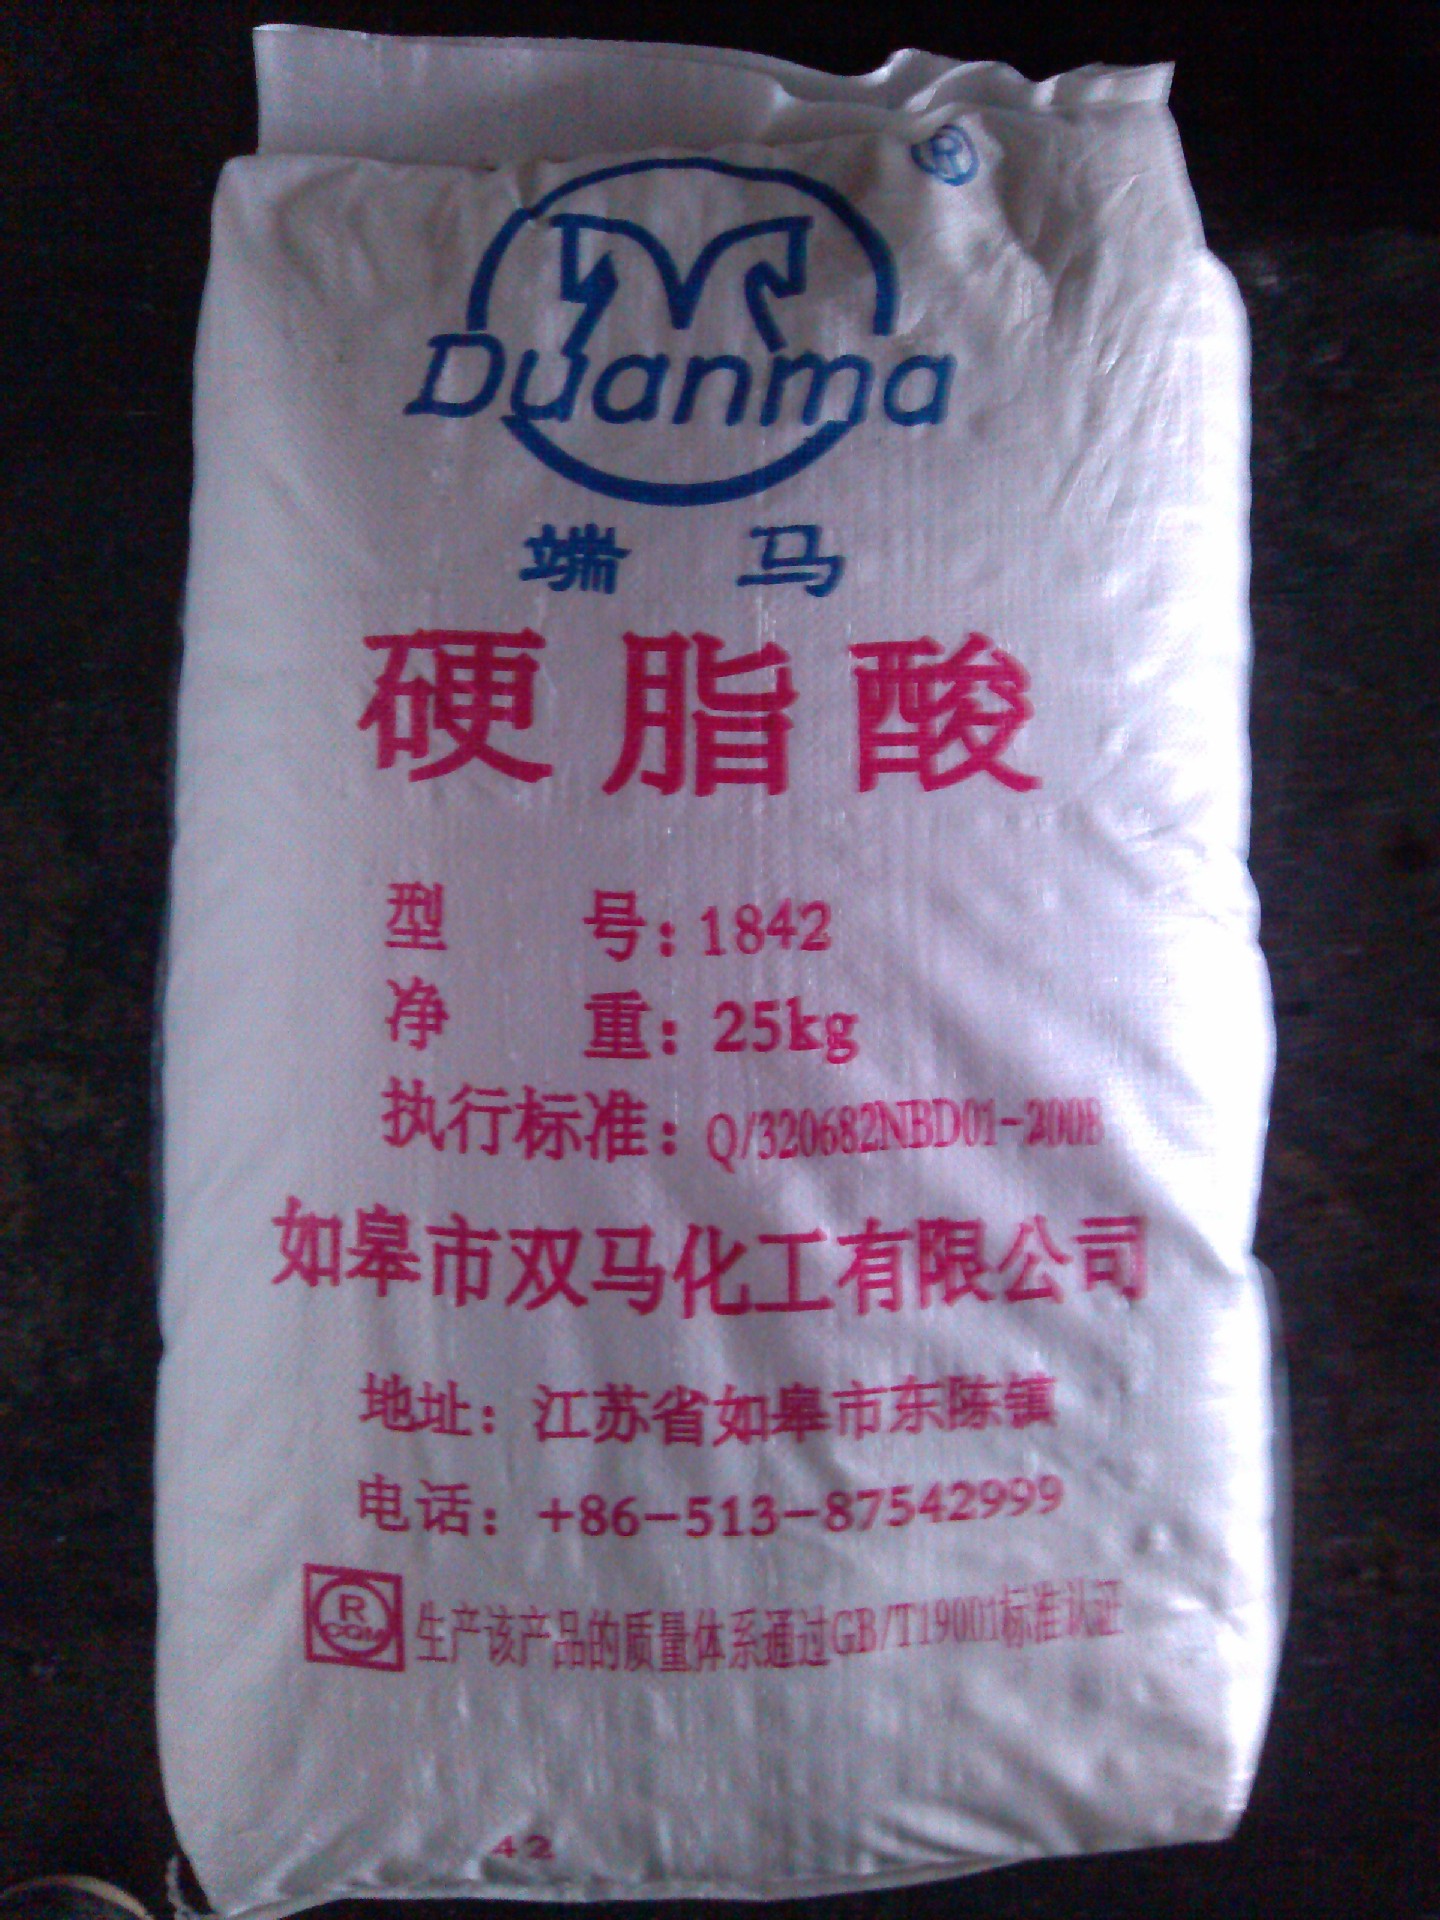 ®
Duanma
端马
硬脂酸
型号：1842
净重：25kg
执行标准：Q/320682NBD01-2008
如皋市双马化工有限公司
地址：江苏省如皋市东陈镇
电话：+86-513-87542999
R
CQM
生产该产品的质量体系通过GB/T19001标准认证
42